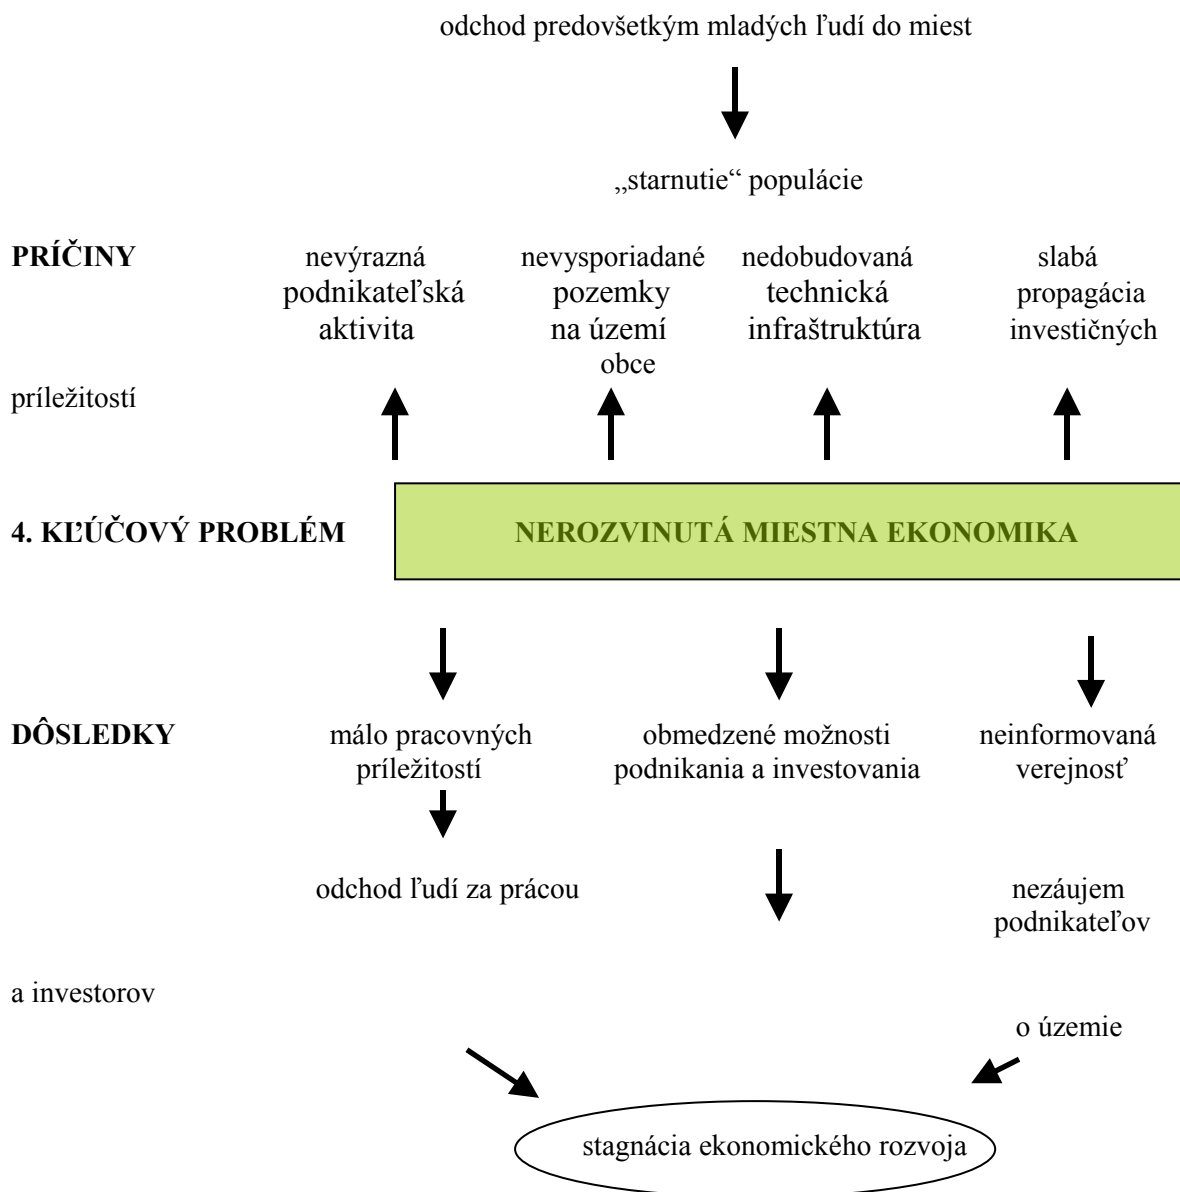 odchod predovšetkým mladých ľudí do miest
„starnutie“ populácie
PRÍČINY nevýrazná nevysporiadané nedobudovaná slabá
podnikateľská pozemky technická propagácia
aktivita na území infraštruktúra investičných
obce
príležitostí
4. KĽÚČOVÝ PROBLÉM NEROZVINUTÁ MIESTNA EKONOMIKA
DÔSLEDKY málo pracovných obmedzené možnosti neinformovaná
príležitostí podnikania a investovania verejnosť
odchod ľudí za prácou nezáujem
podnikateľov
a investorov
o územie
stagnácia ekonomického rozvoja